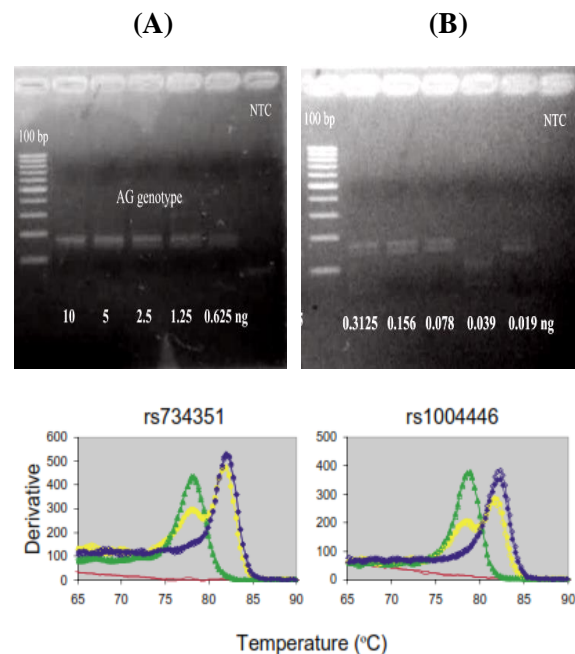 (A) (B)
NTC NTC
100 bp 100 bp
AG genotype
10 5 2.5 1.25 0.625 ng
0.3125 0.156 0.078 0.039 0.019 ng
rs734351 rs1004446
600 500
500 400
400 300
300 200
200 100
100 0
0
Derivative
65 70 75 80 85 90 65 70 75 80 85 90
Temperature (ºC)